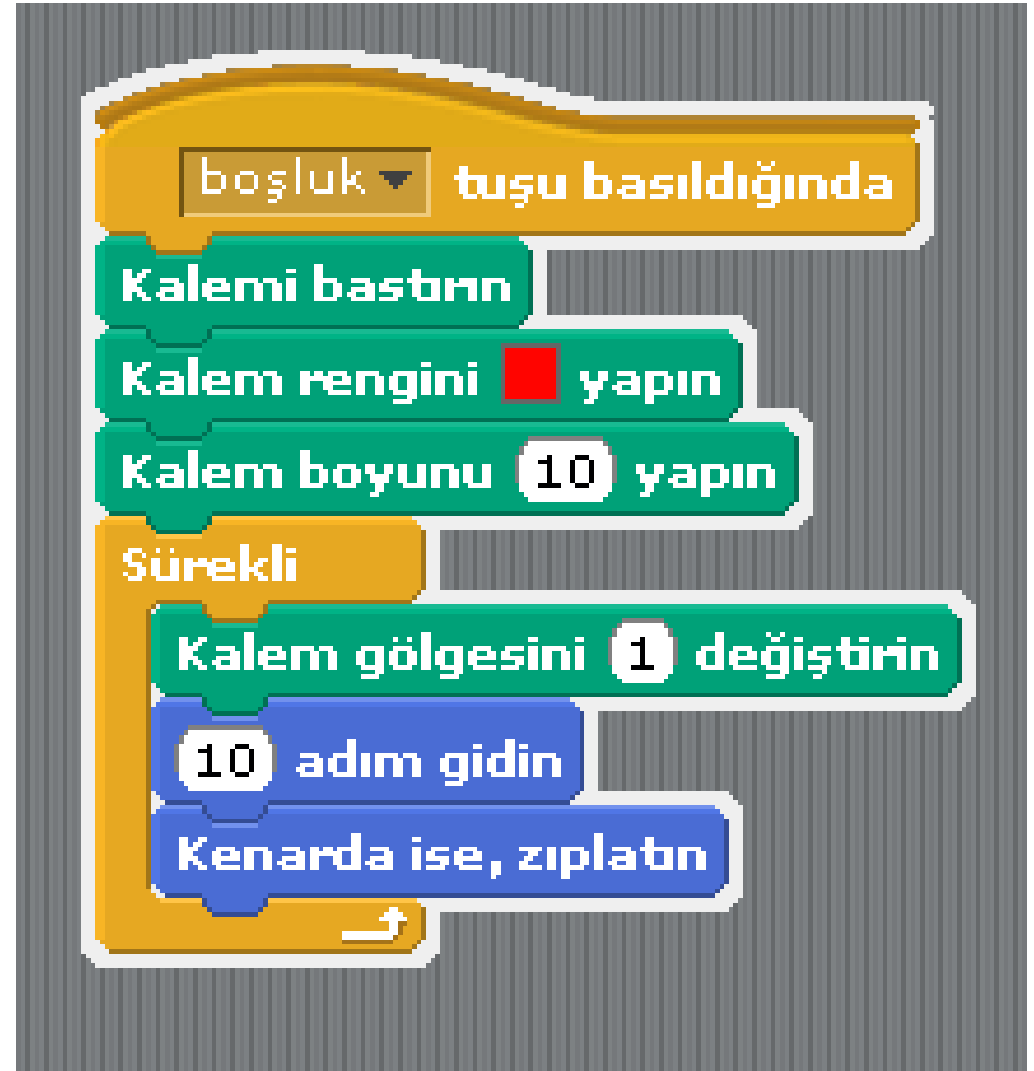 boşluk tuşu basıldığında
Kalemi bastırın
Kalem rengini yapın
Kalem boyunu 10 yapın
Sürekli
Kalem gölgesini 1 değiştirin
10 adım gidin
Kenarda ise, zıplatın